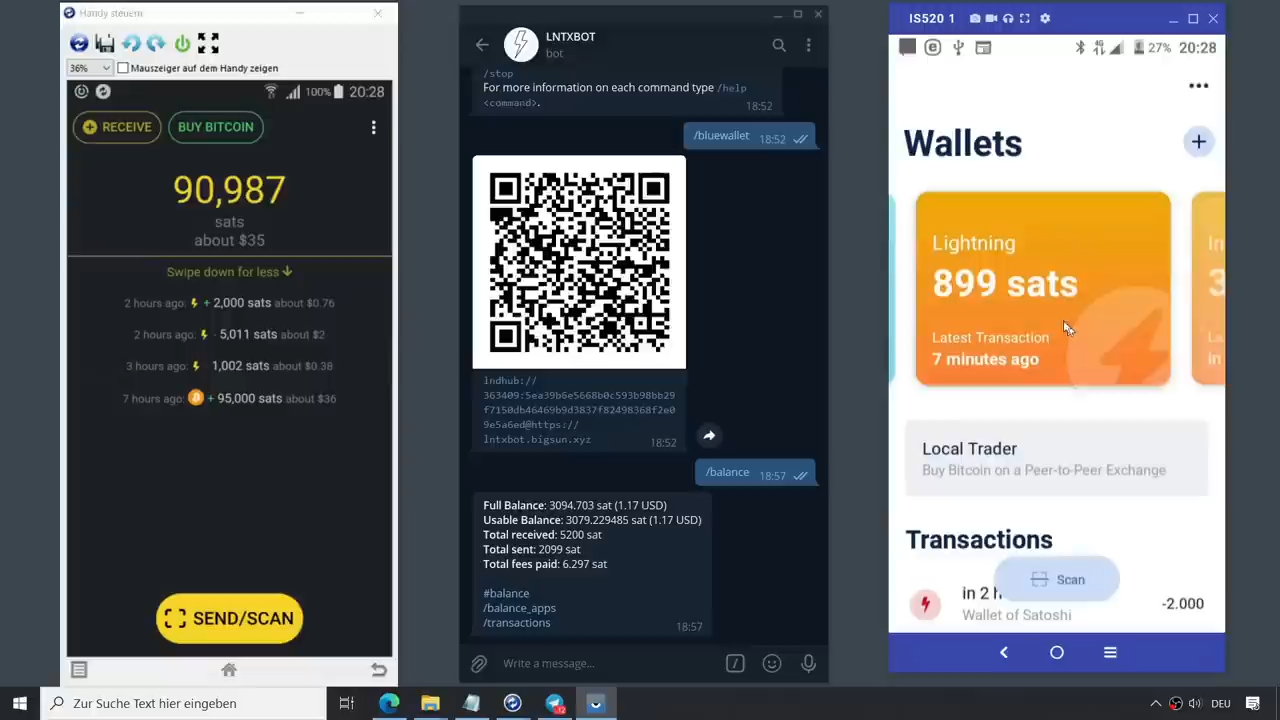 Handy steuern
36%
Mauszeiger auf dem Handy zeigen
100%
20:28
RECEIVE
BUY BITCOIN
90,987
sats
about $35
Swipe down for less
2 hours ago: + 2,000 sats about $0.76
2 hours ago: - 5,011 sats about $2
3 hours ago: 1,002 sats about $0.38
7 hours ago: + 95,000 sats about $36
SEND/SCAN
LNTXBOT
bot
/stop
For more information on each command type /help
<command>.
18:52
/bluewallet 18:52
lndhub://
363409:5ea39b6e5668b0c593b98bb29
f7150db46469b9d3837f82498368f2e0
9e5a6ed@https://
lntxbot.bigsun.xyz
18:52
/balance 18:57
Full Balance: 3094.703 sat (1.17 USD)
Usable Balance: 3079.229485 sat (1.17 USD)
Total received: 5200 sat
Total sent: 2099 sat
Total fees paid: 6.297 sat
#balance
/balance_apps
/transactions
18:57
Write a message...
IS520 1
27% 20:28
Wallets
Lightning
899 sats
Latest Transaction
7 minutes ago
Local Trader
Buy Bitcoin on a Peer-to-Peer Exchange
Transactions
Scan
in 2 h
Wallet of Satoshi
-2.000
Zur Suche Text hier eingeben
DEU